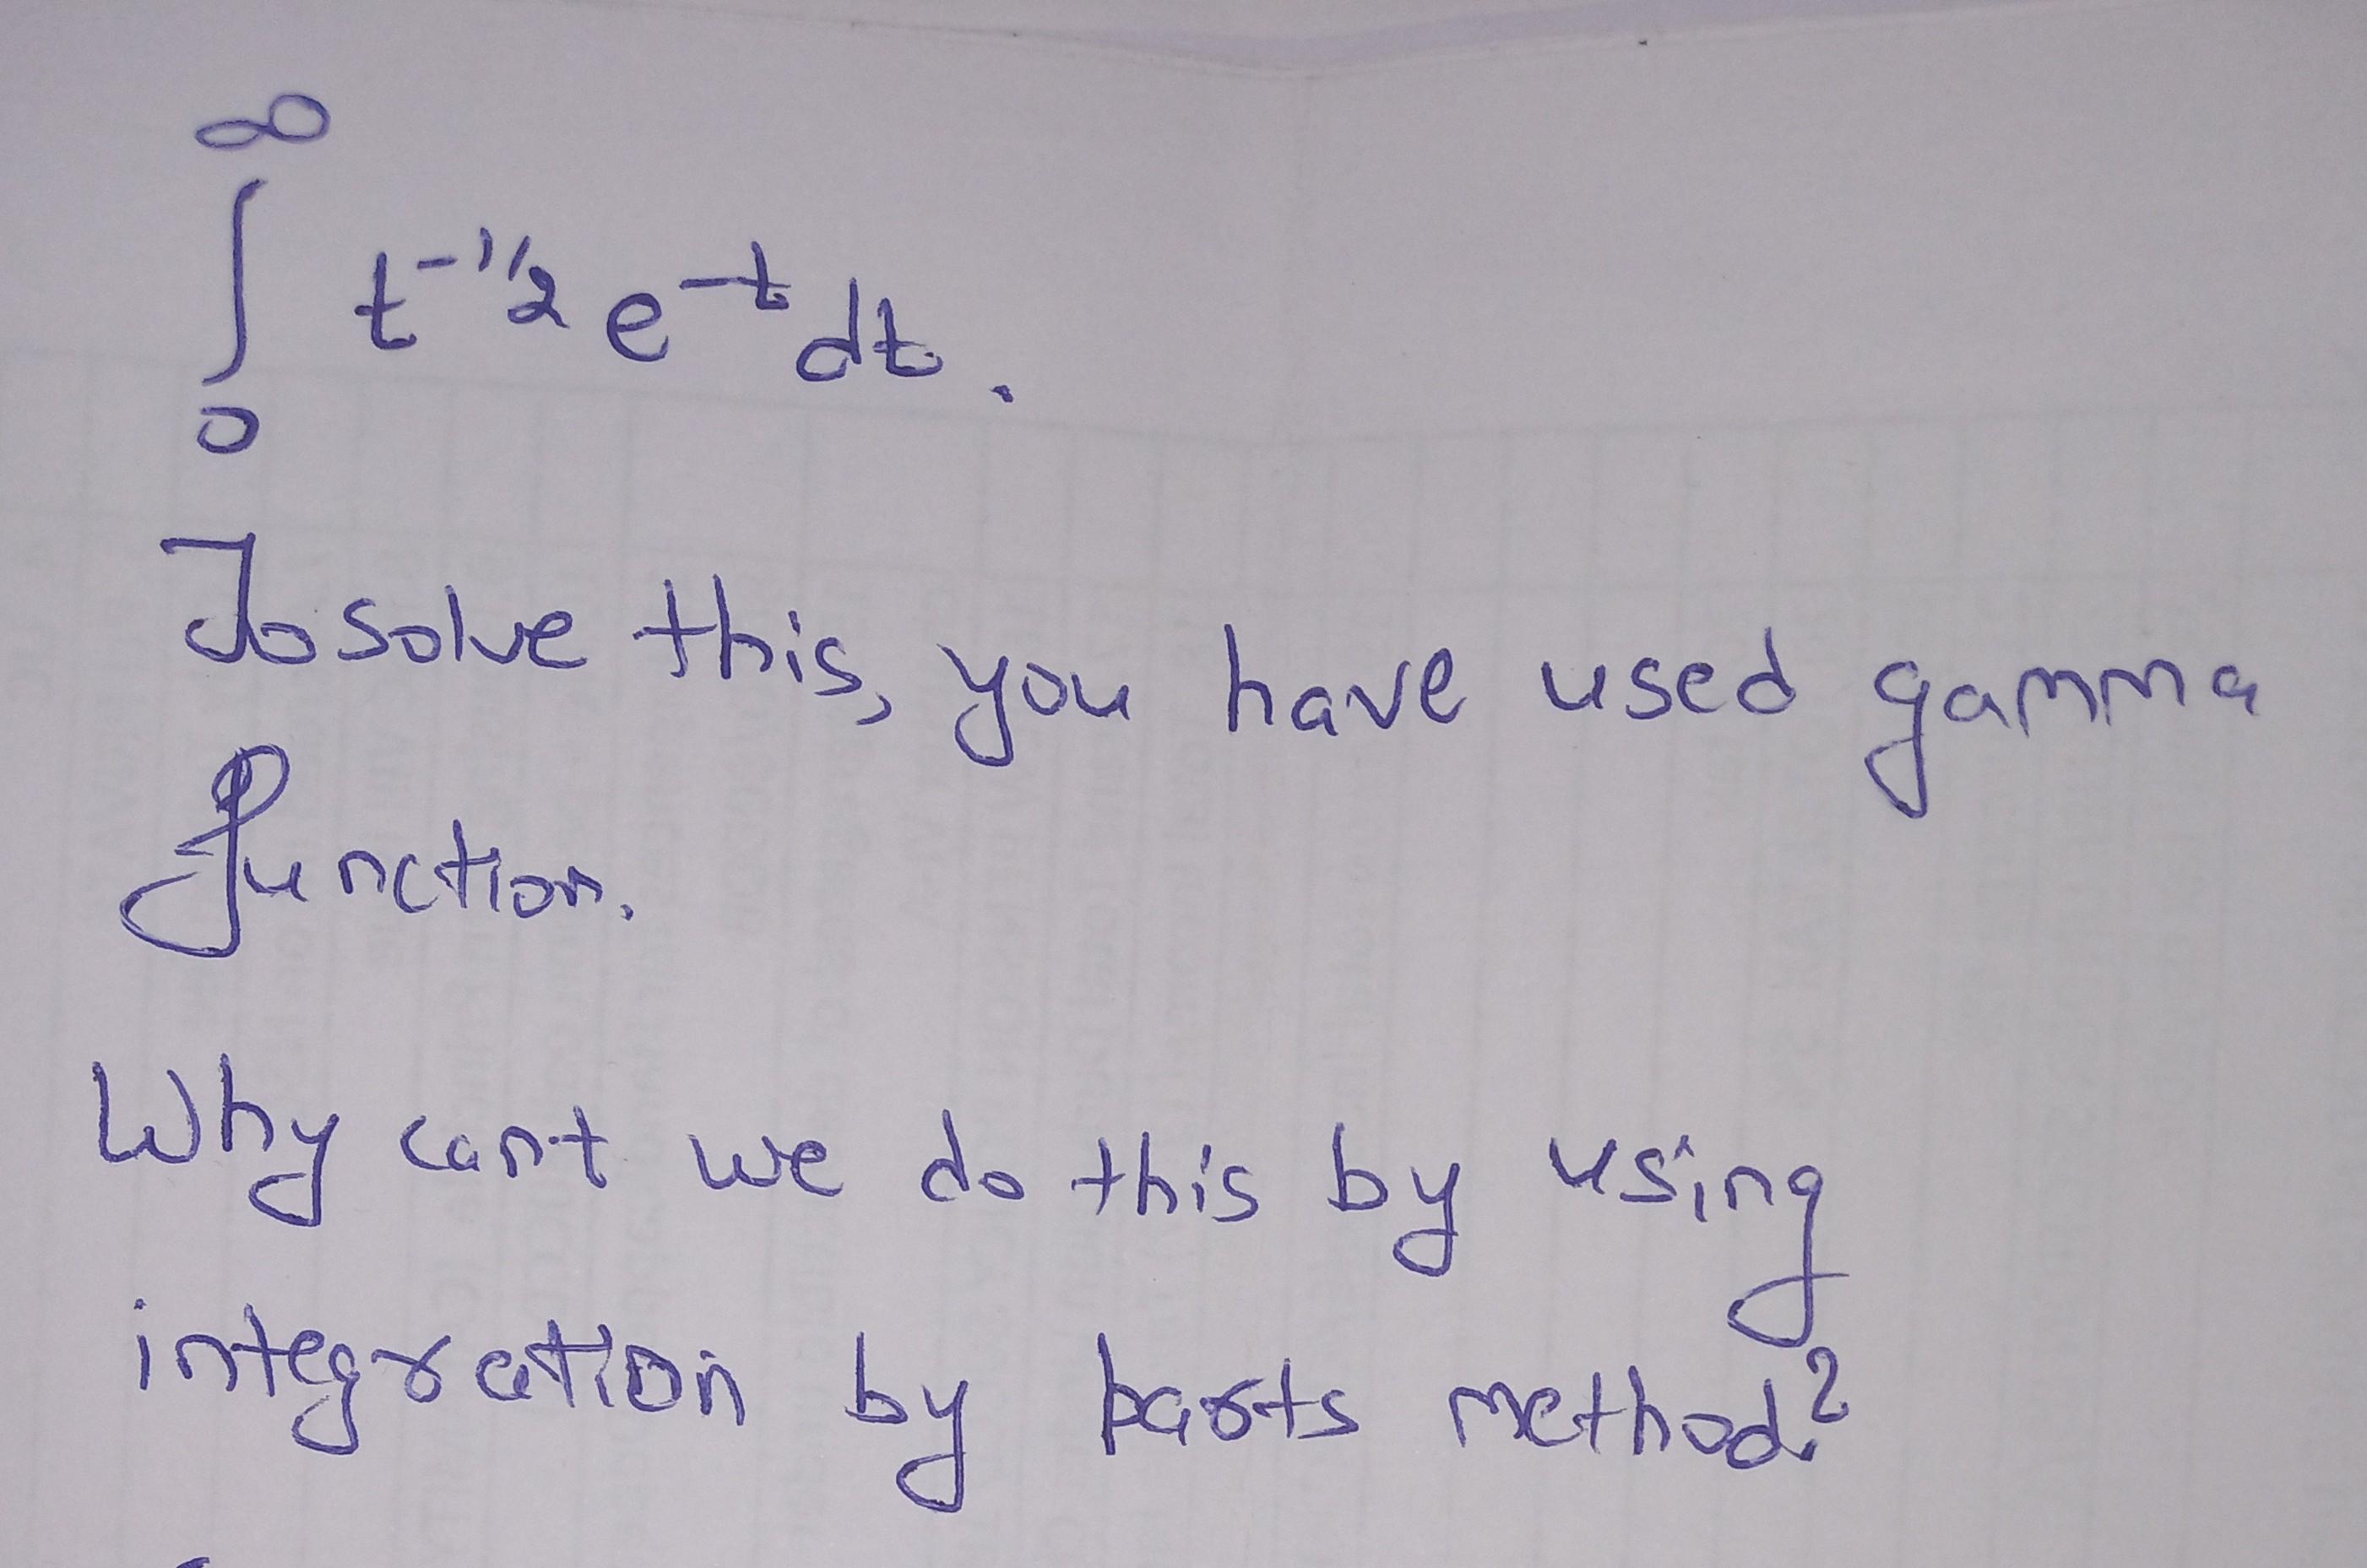 ∞
∫ t^{-1/2} e^{-t} dt.
0
To solve this, you have used gamma
function.
Why can't we do this by using
integration by parts method?